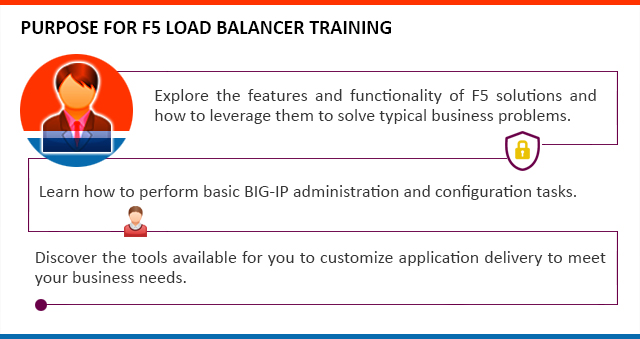 PURPOSE FOR F5 LOAD BALANCER TRAINING
Explore the features and functionality of F5 solutions and
how to leverage them to solve typical business problems.
Learn how to perform basic BIG-IP administration and configuration tasks.
Discover the tools available for you to customize application delivery to meet
your business needs.